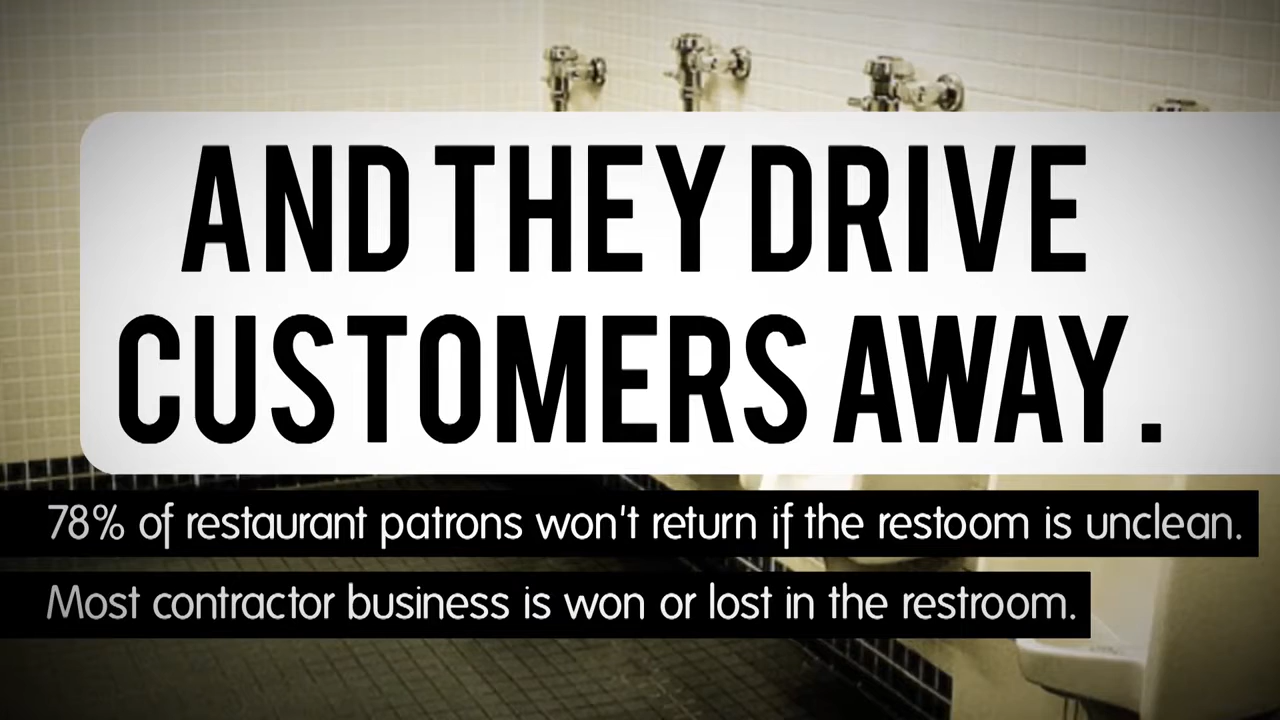 AND THEY DRIVE
CUSTOMERS AWAY.
78% of restaurant patrons won't return if the restoom is unclean.
Most contractor business is won or lost in the restroom.